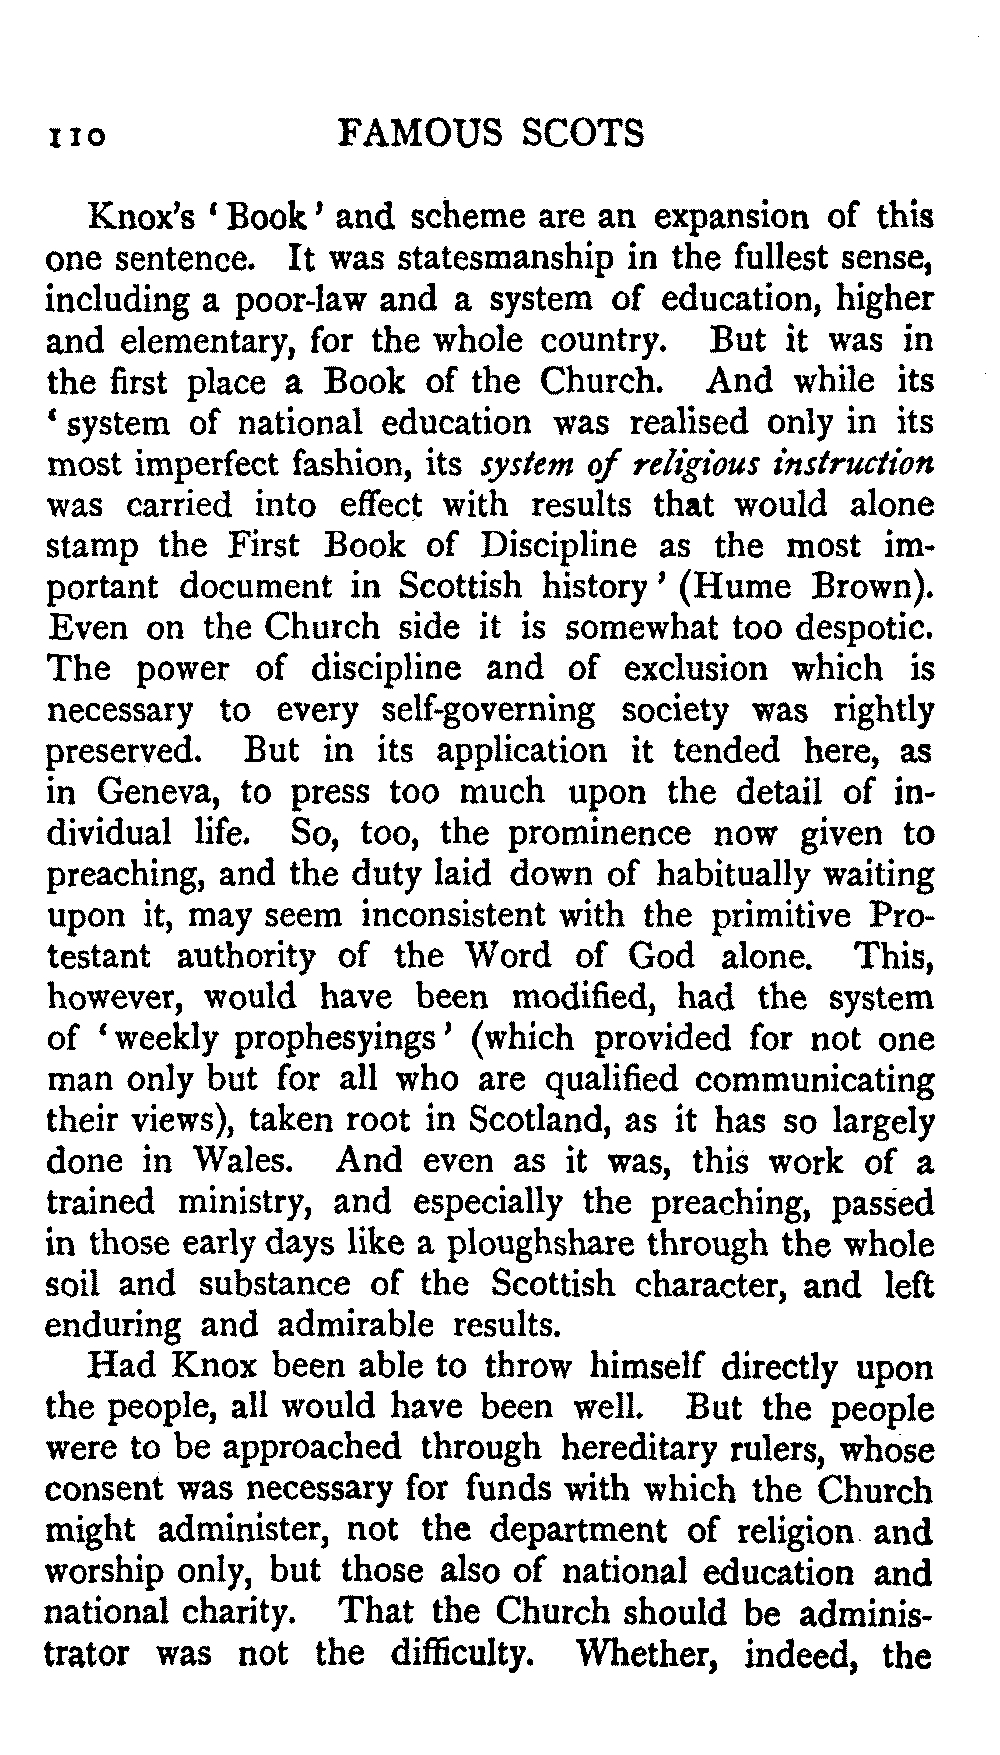 110 FAMOUS SCOTS
Knox's 'Book' and scheme are an expansion of this
one sentence. It was statesmanship in the fullest sense,
including a poor-law and a system of education, higher
and elementary, for the whole country. But it was in
the first place a Book of the Church. And while its
'system of national education was realised only in its
most imperfect fashion, its system of religious instruction
was carried into effect with results that would alone
stamp the First Book of Discipline as the most im-
portant document in Scottish history' (Hume Brown).
Even on the Church side it is somewhat too despotic.
The power of discipline and of exclusion which is
necessary to every self-governing society was rightly
preserved. But in its application it tended here, as
in Geneva, to press too much upon the detail of in-
dividual life. So, too, the prominence now given to
preaching, and the duty laid down of habitually waiting
upon it, may seem inconsistent with the primitive Pro-
testant authority of the Word of God alone. This,
however, would have been modified, had the system
of 'weekly prophesyings' (which provided for not one
man only but for all who are qualified communicating
their views), taken root in Scotland, as it has so largely
done in Wales. And even as it was, this work of a
trained ministry, and especially the preaching, passed
in those early days like a ploughshare through the whole
soil and substance of the Scottish character, and left
enduring and admirable results.
Had Knox been able to throw himself directly upon
the people, all would have been well. But the people
were to be approached through hereditary rulers, whose
consent was necessary for funds with which the Church
might administer, not the department of religion and
worship only, but those also of national education and
national charity. That the Church should be adminis-
trator was not the difficulty. Whether, indeed, the